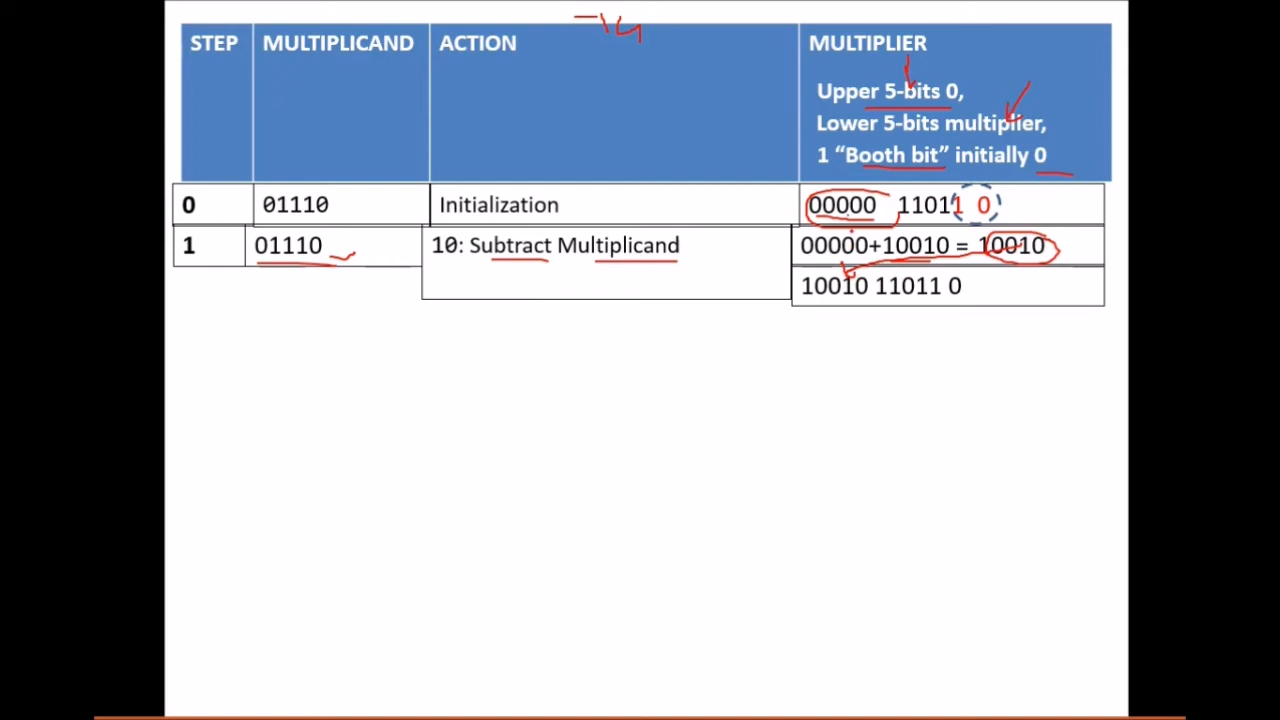 -14
STEP MULTIPLICAND ACTION MULTIPLIER
Upper 5-bits 0,
Lower 5-bits multiplier,
1 “Booth bit” initially 0
0 01110 Initialization 00000 11011 0
1 01110 10: Subtract Multiplicand 00000+10010 = 10010
10010 11011 0